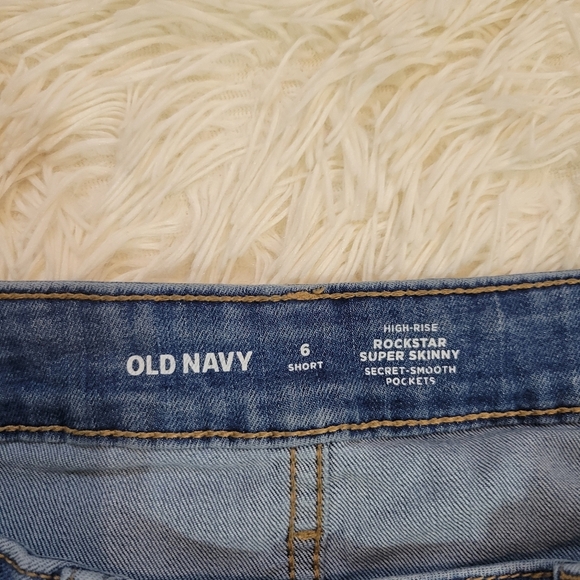 OLD NAVY
6
SHORT
HIGH-RISE
ROCKSTAR
SUPER SKINNY
SECRET-SMOOTH
POCKETS